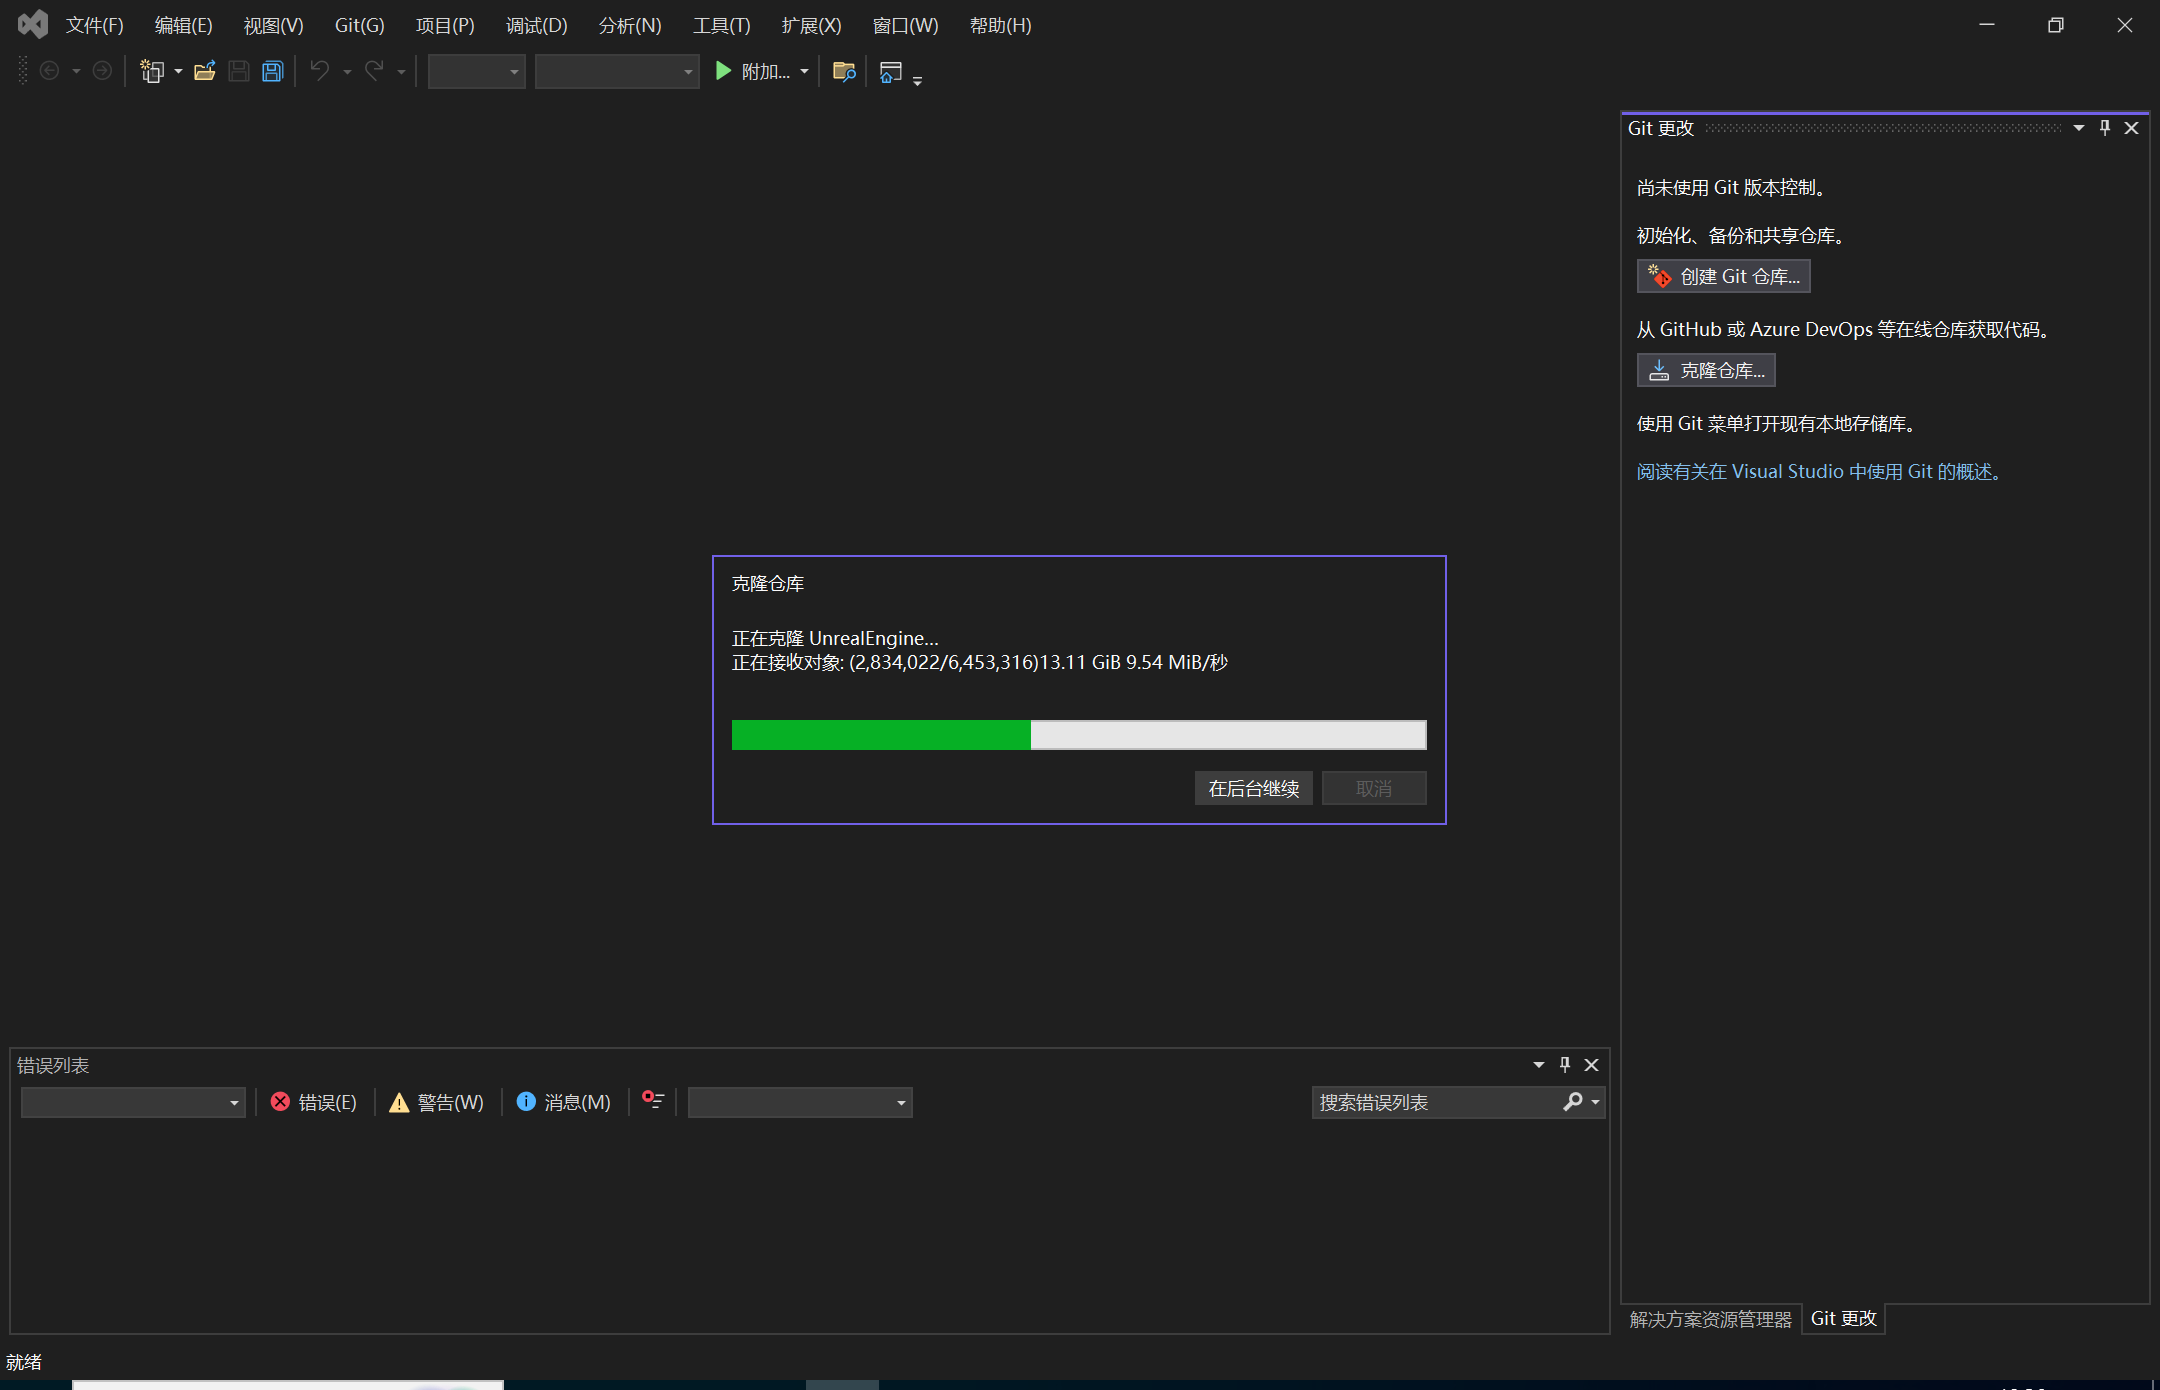 文件(F) 编辑(E) 视图(V) Git(G) 项目(P) 调试(D) 分析(N) 工具(T) 扩展(X) 窗口(W) 帮助(H)
附加...
Git 更改
尚未使用 Git 版本控制。
初始化、备份和共享仓库。
创建 Git 仓库...
从 GitHub 或 Azure DevOps 等在线仓库获取代码。
克隆仓库...
使用 Git 菜单打开现有本地存储库。
阅读有关在 Visual Studio 中使用 Git 的概述。
克隆仓库
正在克隆 UnrealEngine...
正在接收对象: (2,834,022/6,453,316)13.11 GiB 9.54 MiB/秒
在后台继续 取消
错误列表
错误(E) 警告(W) 消息(M) 搜索错误列表
解决方案资源管理器 Git 更改
就绪